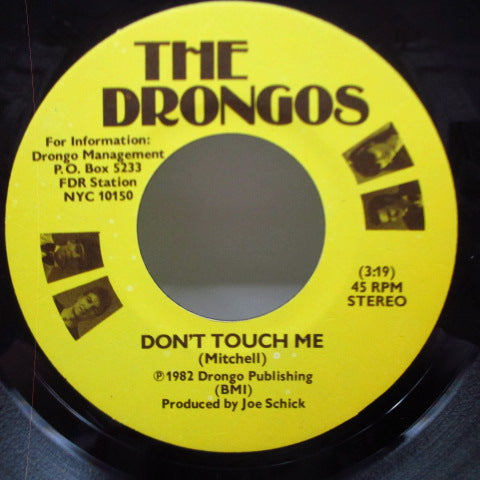 THE
DRONGOS
For Information:
Drongo Management
P.O. Box 5233
FDR Station
NYC 10150
(3:19)
45 RPM
STEREO
DON'T TOUCH ME
(Mitchell)
℗ 1982 Drongo Publishing
(BMI)
Produced by Joe Schick